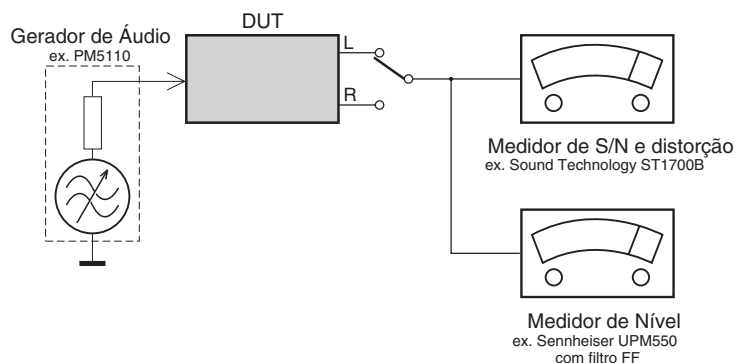 Gerador de Áudio
ex. PM5110
DUT
L
R
Medidor de S/N e distorção
ex. Sound Technology ST1700B
Medidor de Nível
ex. Sennheiser UPM550
com filtro FF